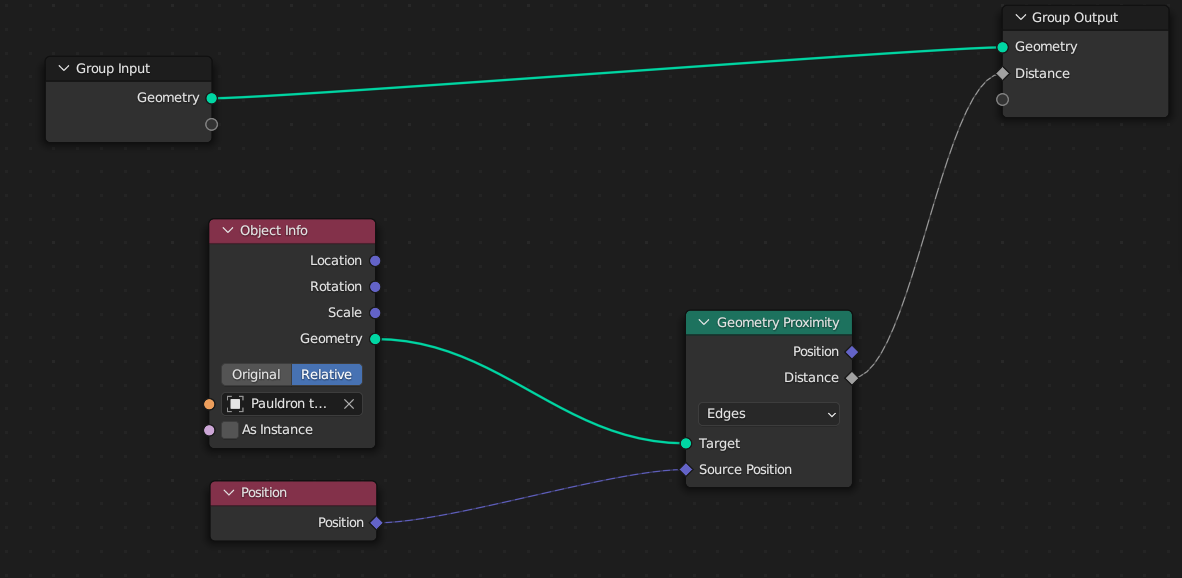 Group Output
Geometry
Distance
Group Input
Geometry
Object Info
Location
Rotation
Scale
Geometry
Original Relative
Pauldron t...
As Instance
Geometry Proximity
Position
Distance
Edges
Target
Source Position
Position
Position